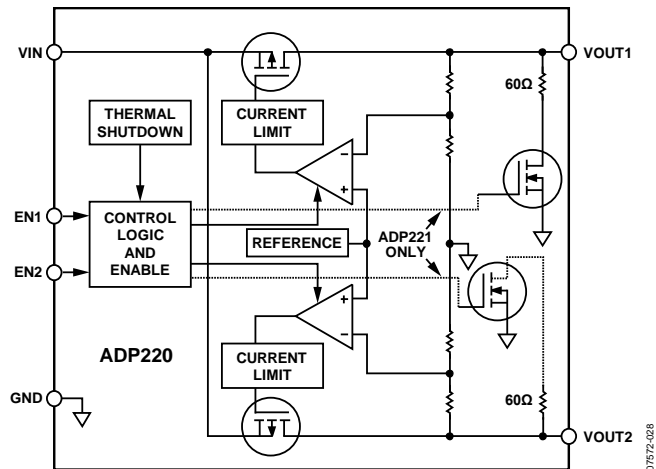 VIN
VOUT1
60Ω
THERMAL
SHUTDOWN
CURRENT
LIMIT
–
+
EN1
CONTROL
LOGIC
AND
ENABLE
ADP221
ONLY
REFERENCE
EN2
+
–
ADP220
CURRENT
LIMIT
GND
60Ω
VOUT2
07572-028